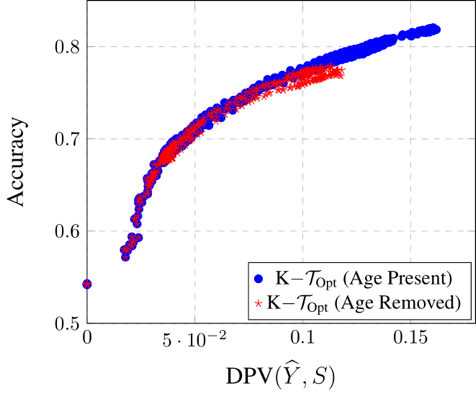 0.8
0.7
0.6
0.5
Accuracy
0
5 · 10⁻²
0.1
0.15
DPV(Ŷ, S)
K−𝒯Opt (Age Present)
K−𝒯Opt (Age Removed)